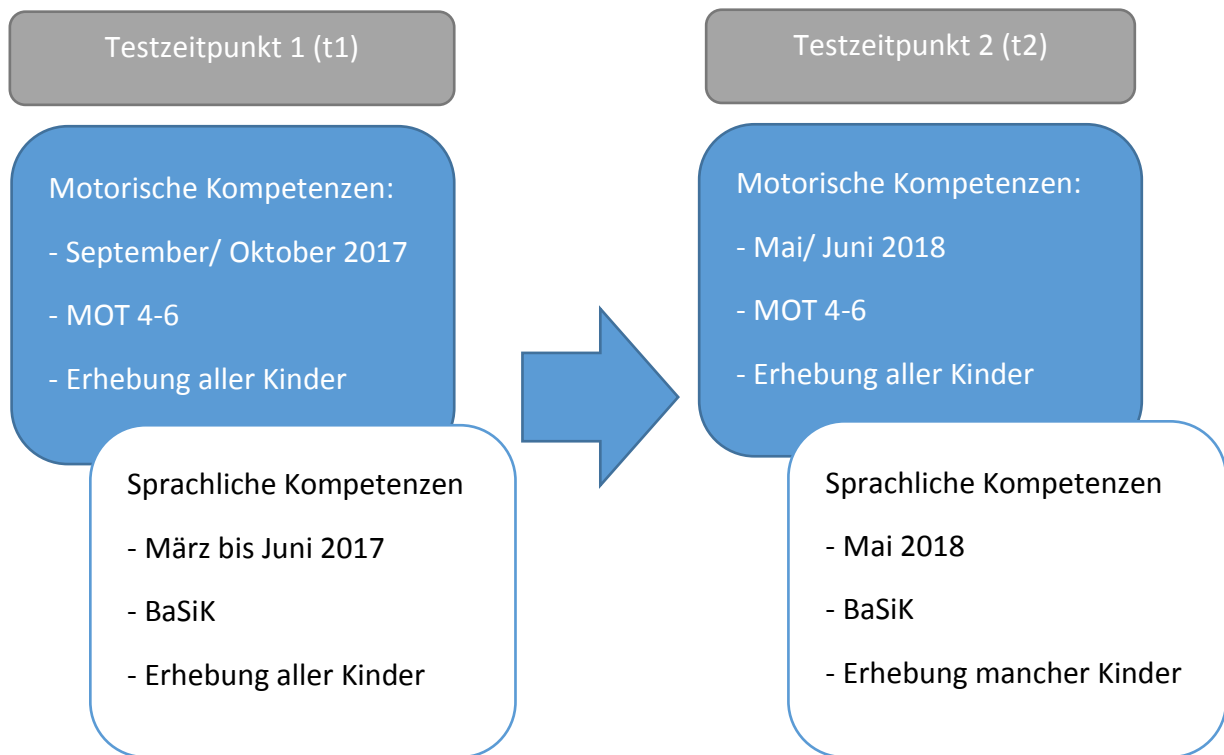 Testzeitpunkt 1 (t1)
Motorische Kompetenzen:
- September/ Oktober 2017
- MOT 4-6
- Erhebung aller Kinder
Sprachliche Kompetenzen
- März bis Juni 2017
- BaSiK
- Erhebung aller Kinder
Testzeitpunkt 2 (t2)
Motorische Kompetenzen:
- Mai/ Juni 2018
- MOT 4-6
- Erhebung aller Kinder
Sprachliche Kompetenzen
- Mai 2018
- BaSiK
- Erhebung mancher Kinder